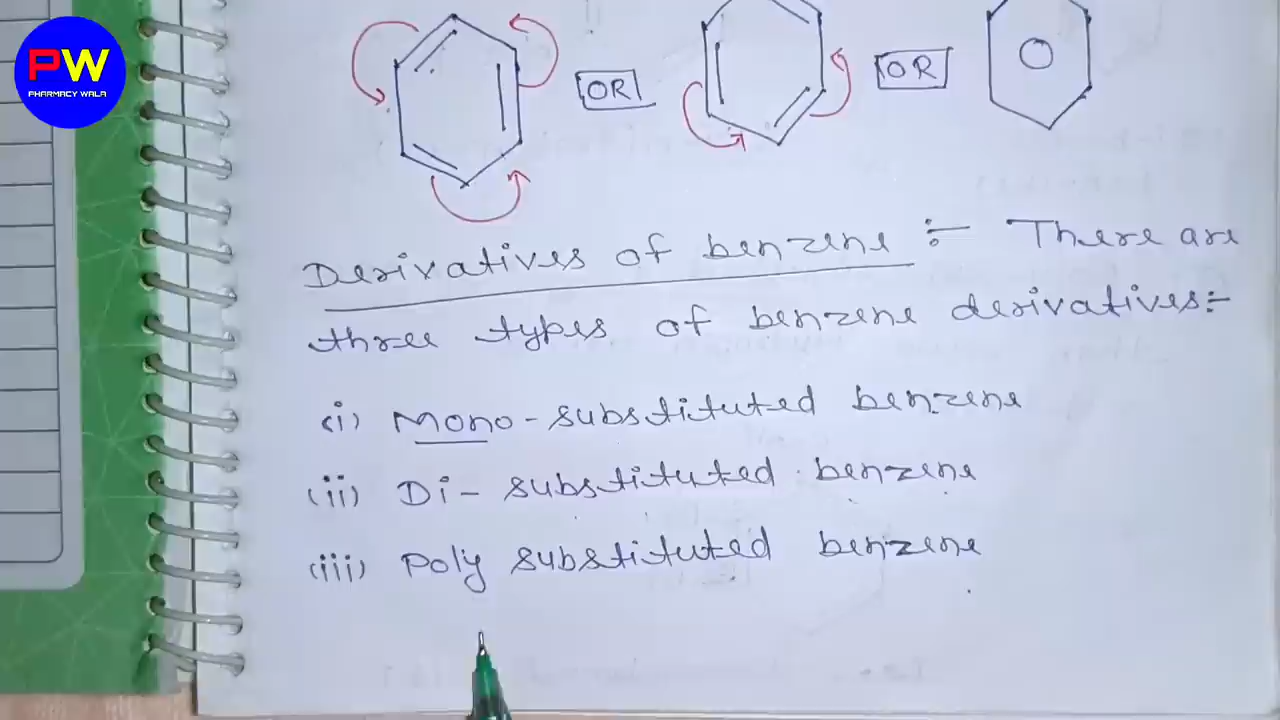 PW
PHARMACY WALA
OR OR
Derivatives of benzene :- There are
three types of benzene derivatives:-
(i) Mono-substituted benzene
(ii) Di- substituted benzene
(iii) Poly substituted benzene